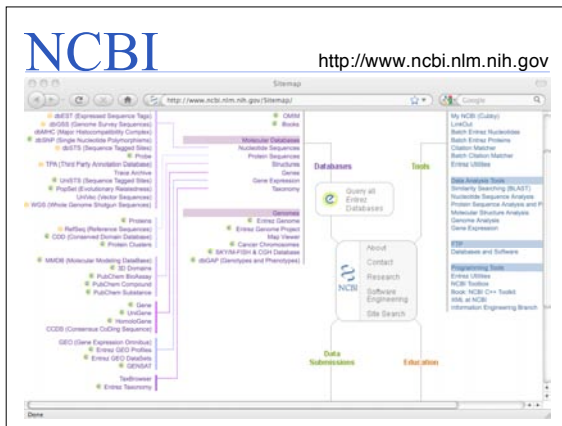 NCBI
http://www.ncbi.nlm.nih.gov
Sitemap
http://www.ncbi.nlm.nih.gov/Sitemap/
Google
dbEST (Expressed Sequence Tags)
dbGSS (Genome Survey Sequences)
dbMHC (Major Histocompatibility Complex)
dbSNP (Single Nucleotide Polymorphisms)
dbSTS (Sequence Tagged Sites)
Probe
TPA (Third Party Annotation Database)
Trace Archive
UniSTS (Sequence Tagged Sites)
PopSet (Evolutionary Relatedness)
UniVec (Vector Sequences)
WGS (Whole Genome Shotgun Sequences)
Proteins
RefSeq (Reference Sequences)
CDD (Conserved Domain Database)
Protein Clusters
MMDB (Molecular Modeling DataBase)
3D Domains
PubChem BioAssay
PubChem Compound
PubChem Substance
Gene
UniGene
HomoloGene
CCDS (Consensus CoDing Sequence)
GEO (Gene Expression Omnibus)
Entrez GEO Profiles
Entrez GEO DataSets
GENSAT
TaxBrowser
Entrez Taxonomy
OMIM
Books
Molecular Databases
Nucleotide Sequences
Protein Sequences
Structures
Genes
Gene Expression
Taxonomy
Genomes
Entrez Genome
Entrez Genome Project
Map Viewer
Cancer Chromosomes
SKY/M-FISH & CGH Database
dbGAP (Genotypes and Phenotypes)
Databases
Tools
Query all
Entrez
Databases
NCBI
About
Contact
Research
Software
Engineering
Site Search
Data
Submissions
Education
My NCBI (Cubby)
LinkOut
Batch Entrez Nucleotides
Batch Entrez Proteins
Citation Matcher
Batch Citation Matcher
Entrez Utilities
Data Analysis Tools
Similarity Searching (BLAST)
Nucleotide Sequence Analysis
Protein Sequence Analysis and P
Molecular Structure Analysis
Genome Analysis
Gene Expression
FTP
Databases and Software
Programming Tools
Entrez Utilities
NCBI Toolbox
Book: NCBI C++ Toolkit
XML at NCBI
Information Engineering Branch
Done